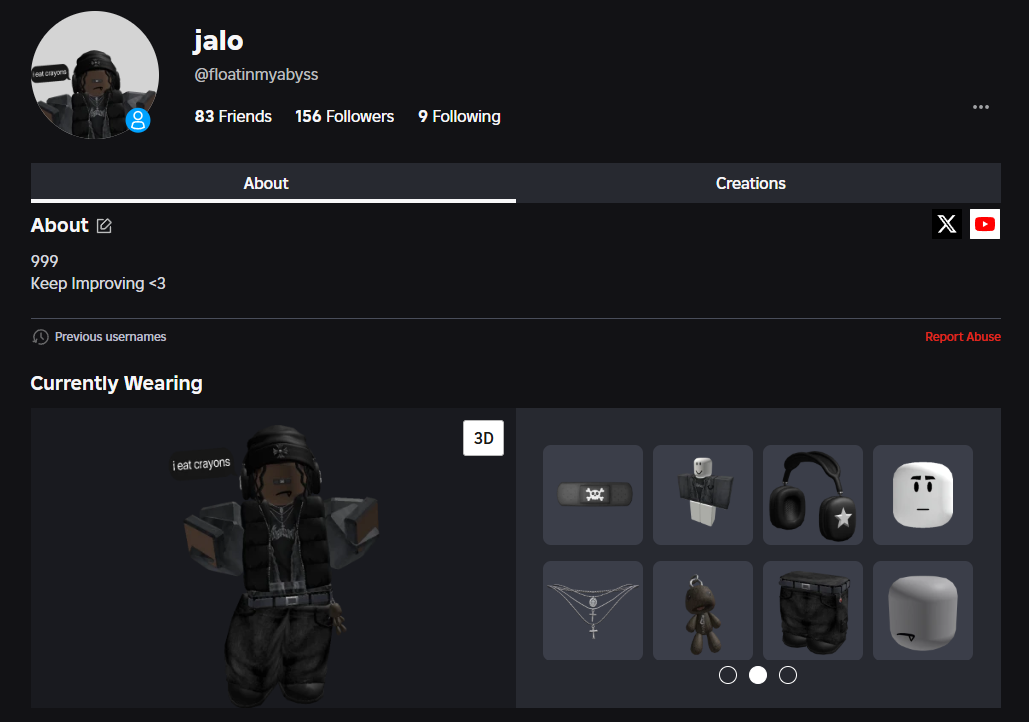 i eat crayons
jalo
@floatinmyabyss
83 Friends 156 Followers 9 Following
About Creations
About
999
Keep Improving <3
Previous usernames Report Abuse
Currently Wearing
3D
i eat crayons